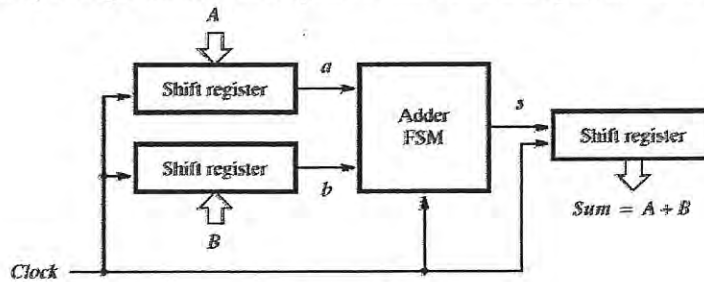 A
Shift register
a
Adder
FSM
s
Shift register
Shift register
b
B
Sum = A + B
Clock